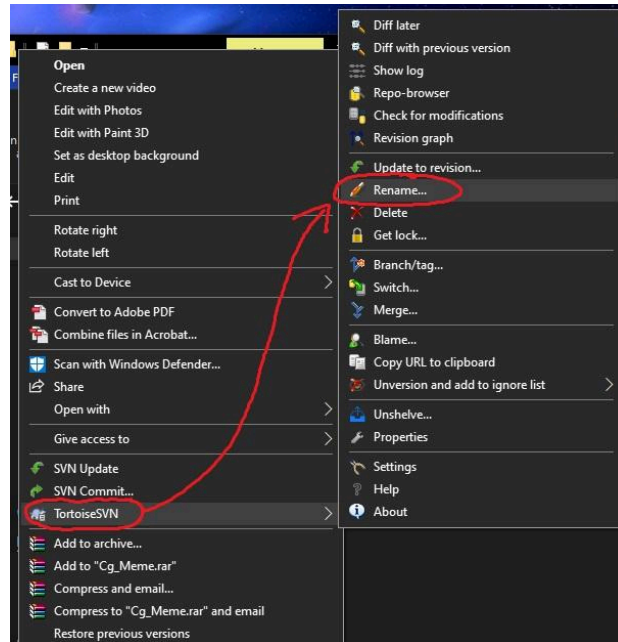 Open
Create a new video
Edit with Photos
Edit with Paint 3D
Set as desktop background
Edit
Print
Rotate right
Rotate left
Cast to Device
Convert to Adobe PDF
Combine files in Acrobat...
Scan with Windows Defender...
Share
Open with
Give access to
SVN Update
SVN Commit...
TortoiseSVN
Add to archive...
Add to "Cg_Meme.rar"
Compress and email...
Compress to "Cg_Meme.rar" and email
Restore previous versions
Diff later
Diff with previous version
Show log
Repo-browser
Check for modifications
Revision graph
Update to revision...
Rename...
Delete
Get lock...
Branch/tag...
Switch...
Merge...
Blame...
Copy URL to clipboard
Unversion and add to ignore list
Unshelve...
Properties
Settings
Help
About